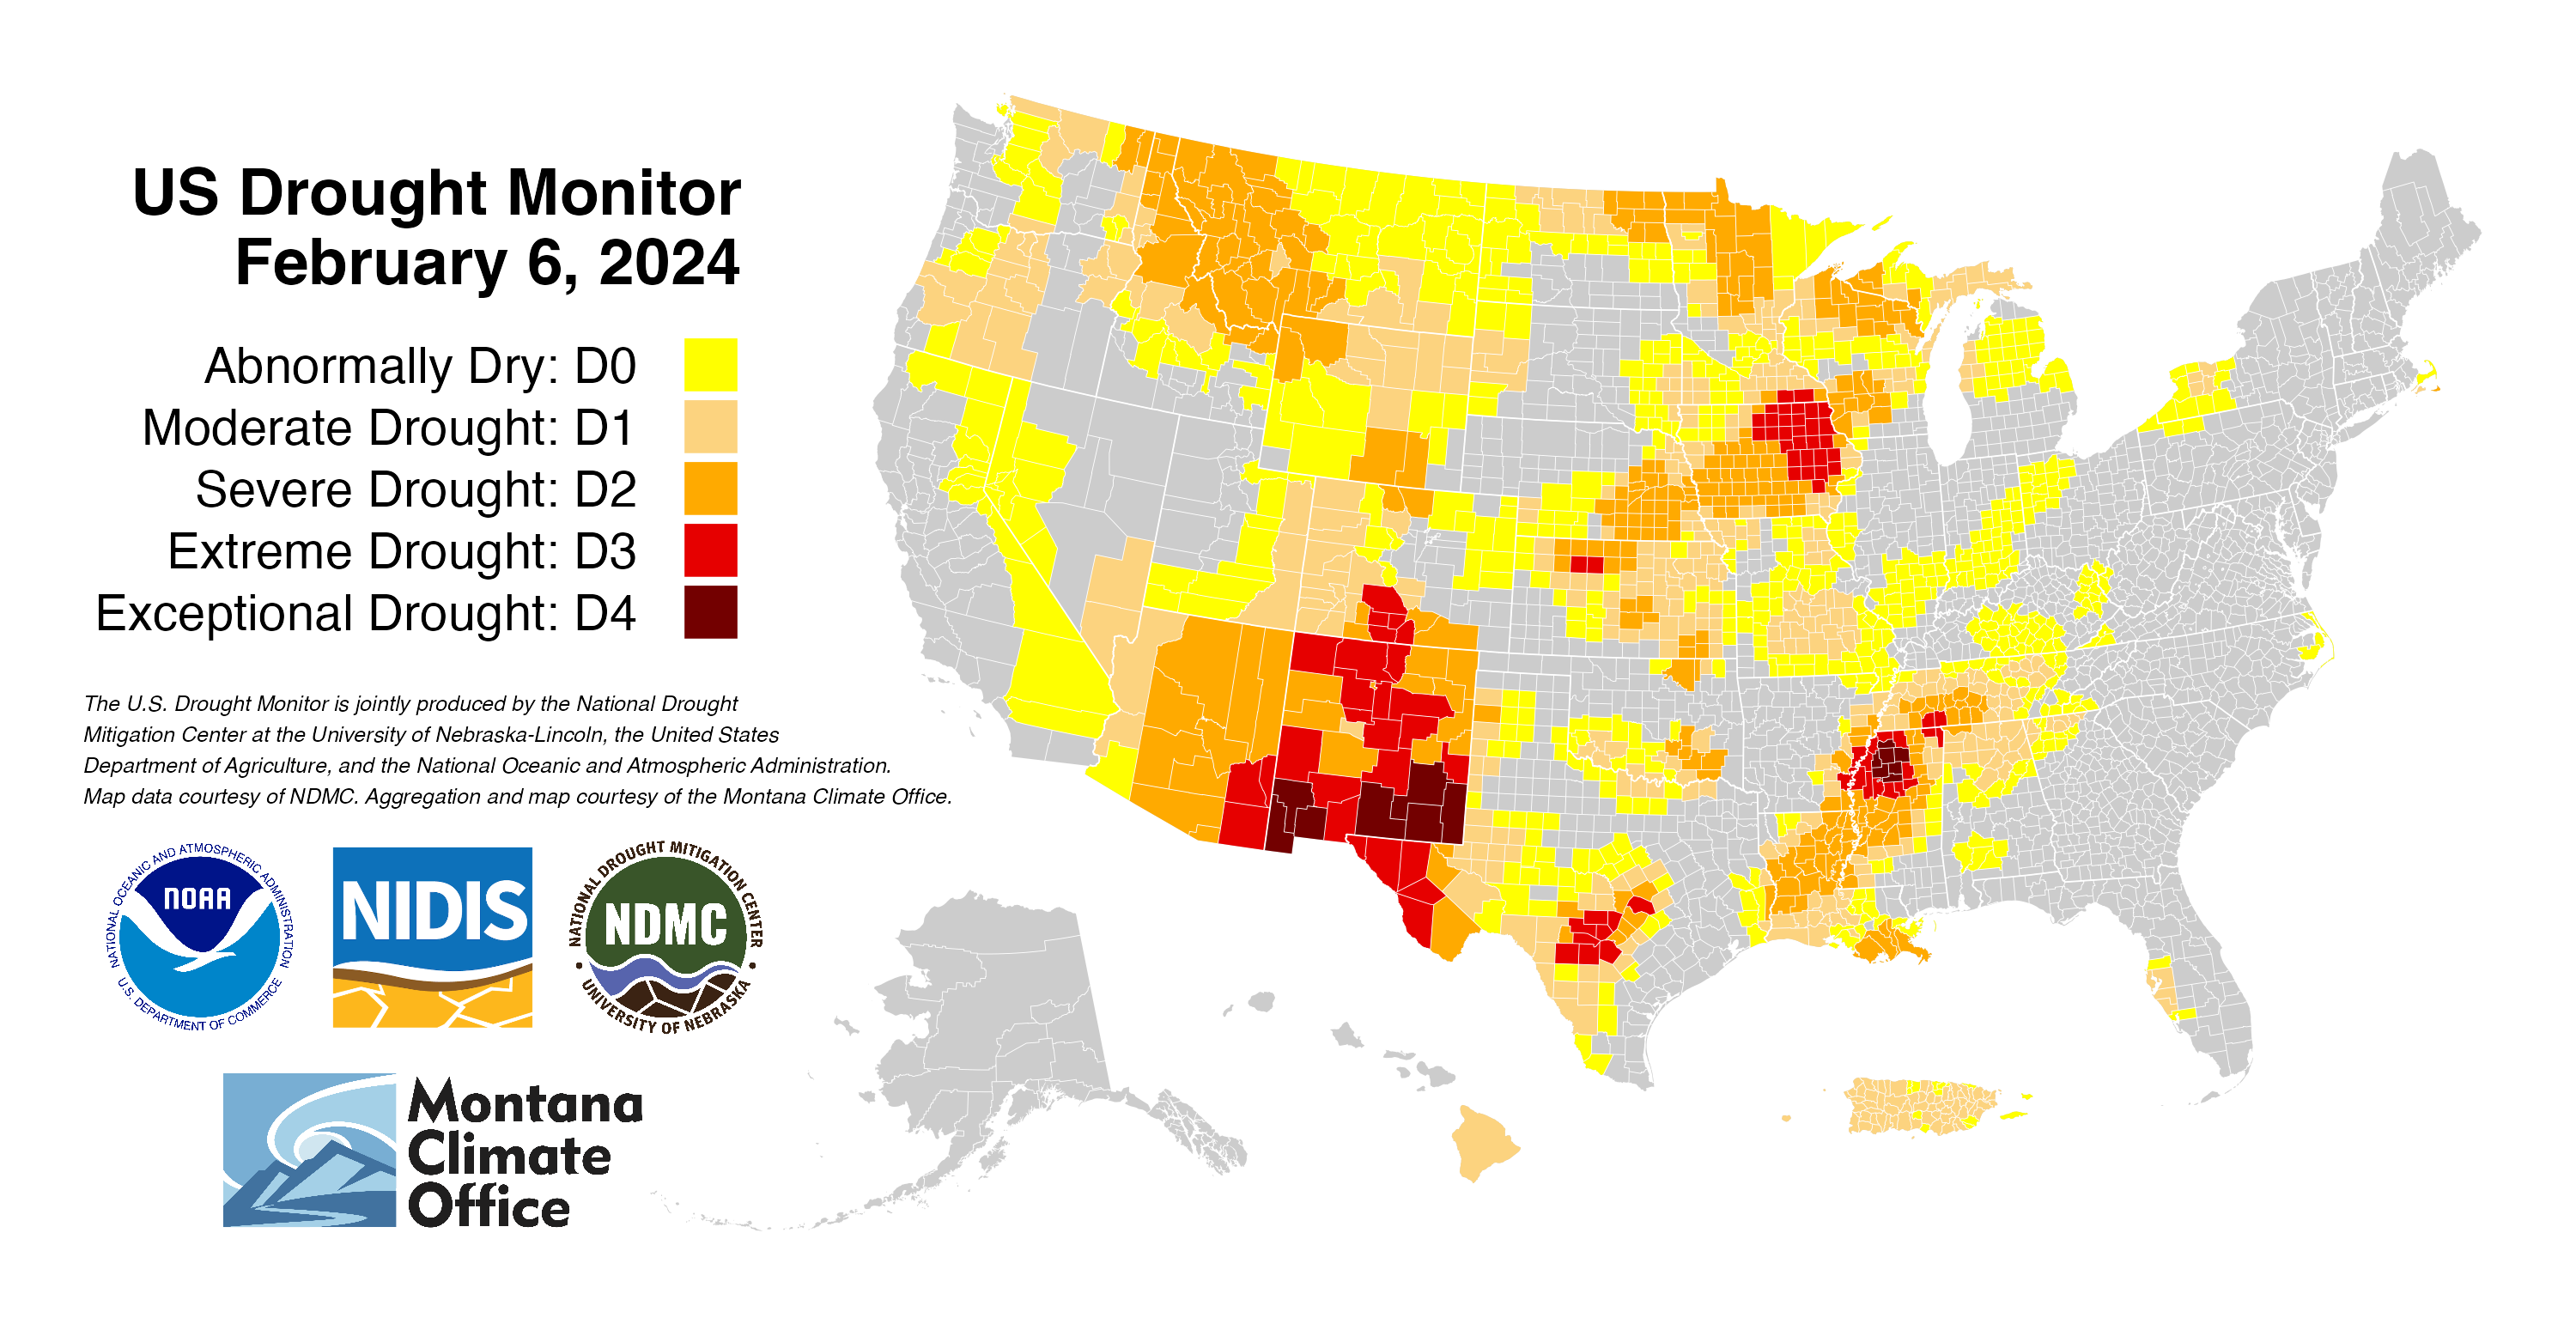 US Drought Monitor
February 6, 2024
Abnormally Dry: D0
Moderate Drought: D1
Severe Drought: D2
Extreme Drought: D3
Exceptional Drought: D4
The U.S. Drought Monitor is jointly produced by the National Drought
Mitigation Center at the University of Nebraska-Lincoln, the United States
Department of Agriculture, and the National Oceanic and Atmospheric Administration.
Map data courtesy of NDMC. Aggregation and map courtesy of the Montana Climate Office.
NATIONAL OCEANIC AND ATMOSPHERIC ADMINISTRATION
NOAA
U.S. DEPARTMENT OF COMMERCE
NIDIS
NATIONAL DROUGHT MITIGATION CENTER
NDMC
UNIVERSITY OF NEBRASKA
Montana
Climate
Office